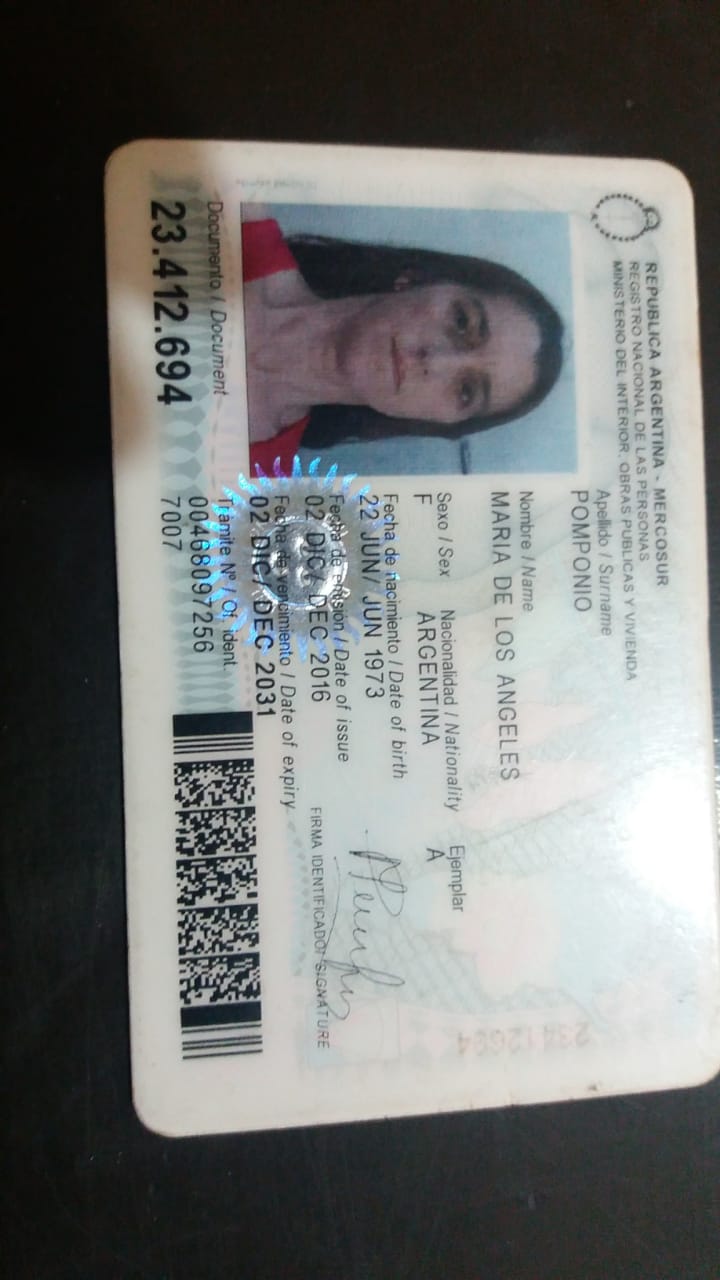 REPUBLICA ARGENTINA - MERCOSUR
REGISTRO NACIONAL DE LAS PERSONAS
MINISTERIO DEL INTERIOR, OBRAS PUBLICAS Y VIVIENDA
Apellido / Surname
POMPONIO
Nombre / Name
MARIA DE LOS ANGELES
Sexo / Sex Nacionalidad / Nationality Ejemplar
F ARGENTINA A
Fecha de nacimiento / Date of birth
22 JUN/ JUN 1973
Fecha de emisión / Date of issue
02 DIC/ DEC 2016
Fecha de vencimiento / Date of expiry
02 DIC/ DEC 2031
FIRMA IDENTIFICADO/ SIGNATURE
Documento / Document
23.412.694
Trámite Nº / Of. ident.
00468097256
7007
23412694